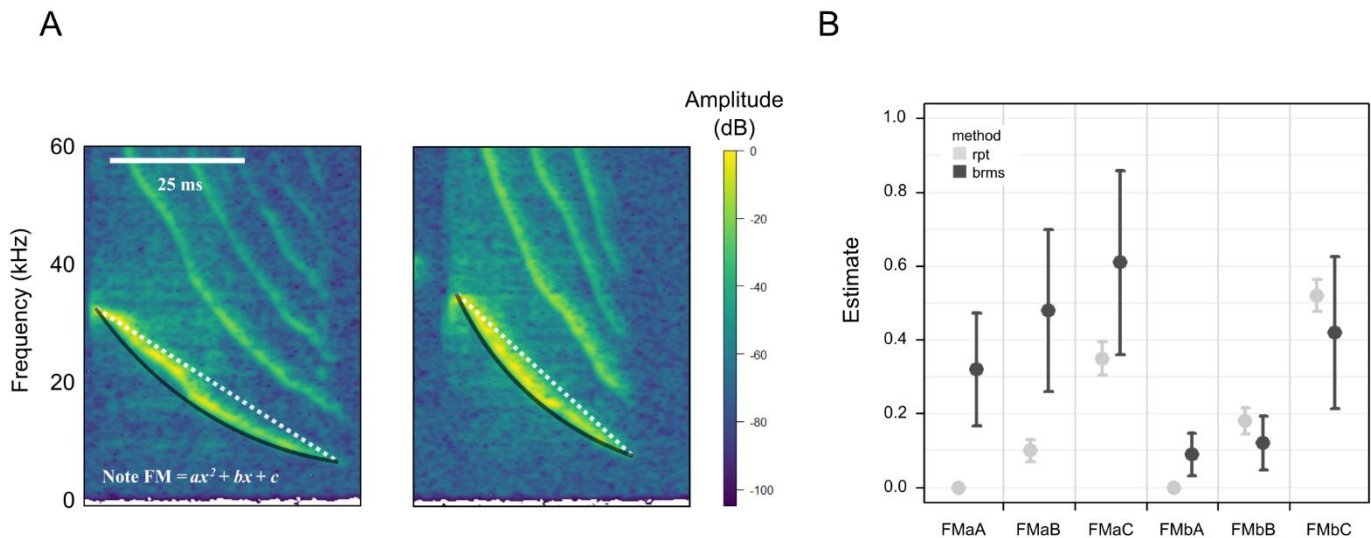 A
B
Amplitude
(dB)
60
40
20
0
Frequency (kHz)
25 ms
Note FM = ax² + bx + c
0
-20
-40
-60
-80
-100
1.0
0.8
0.6
0.4
0.2
0.0
Estimate
method
rpt
brms
FMaA FMaB FMaC FMbA FMbB FMbC